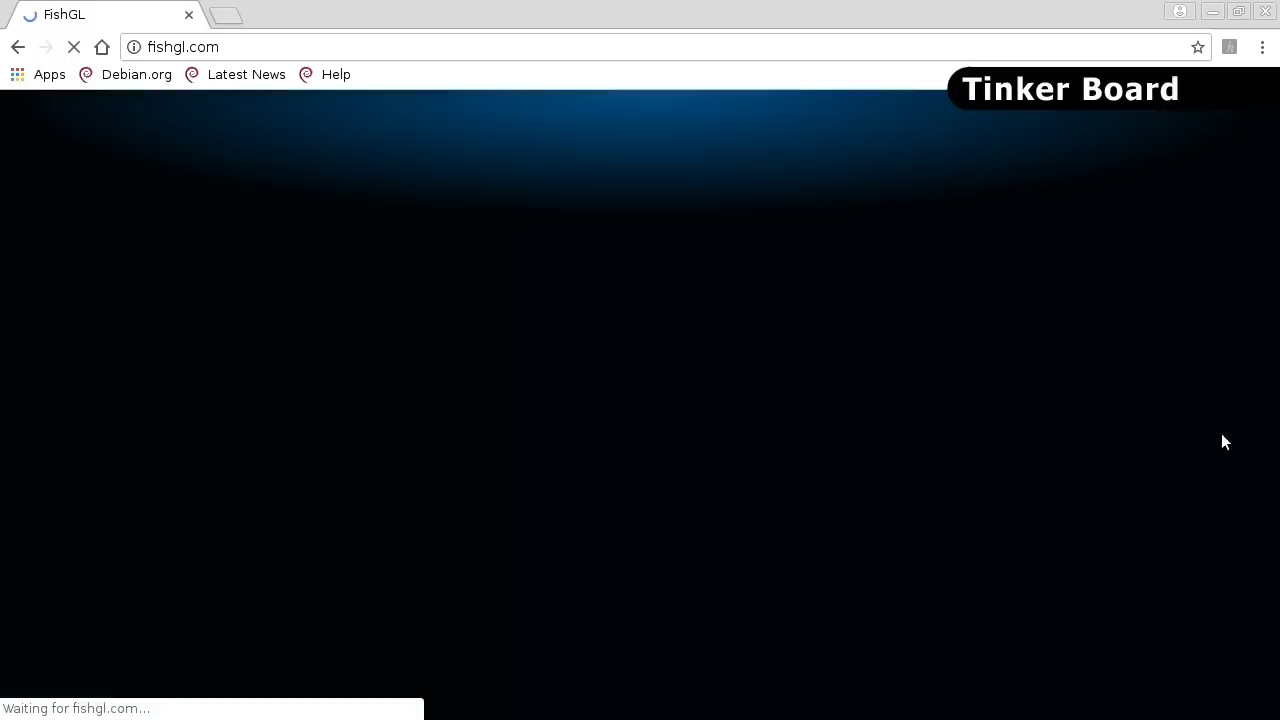 FishGL
fishgl.com
Apps Debian.org Latest News Help
Tinker Board
Waiting for fishgl.com...